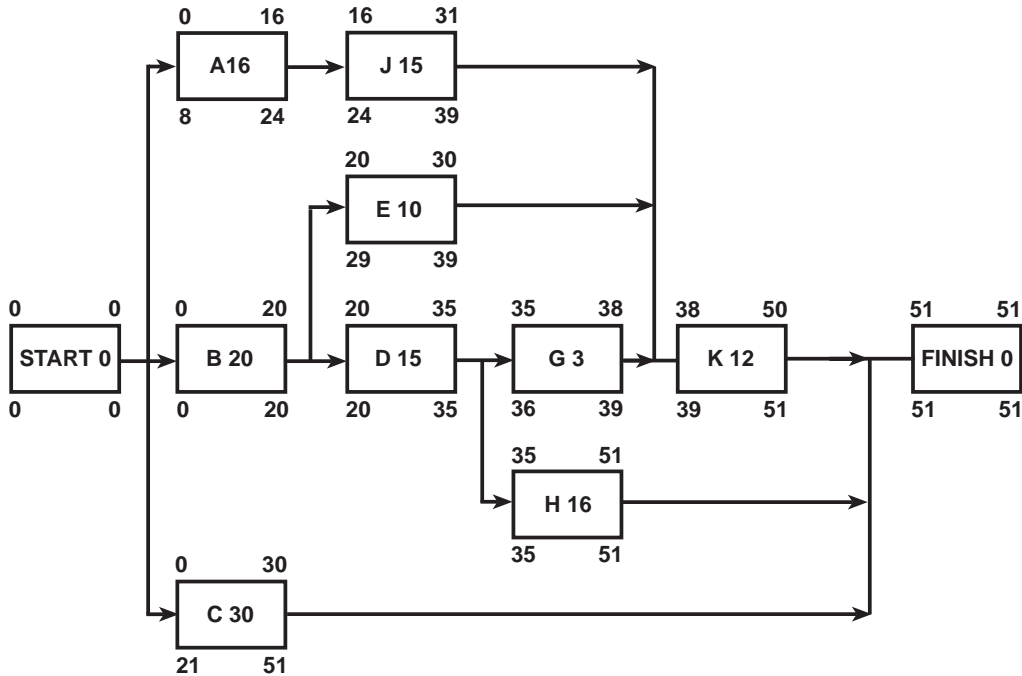 0 16 16 31
A16 J 15
8 24 24 39
20 30
E 10
29 39
0 0 0 20 20 35 35 38 38 50 51 51
START 0 B 20 D 15 G 3 K 12 FINISH 0
0 0 0 20 20 35 36 39 39 51 51 51
35 51
H 16
35 51
0 30
C 30
21 51